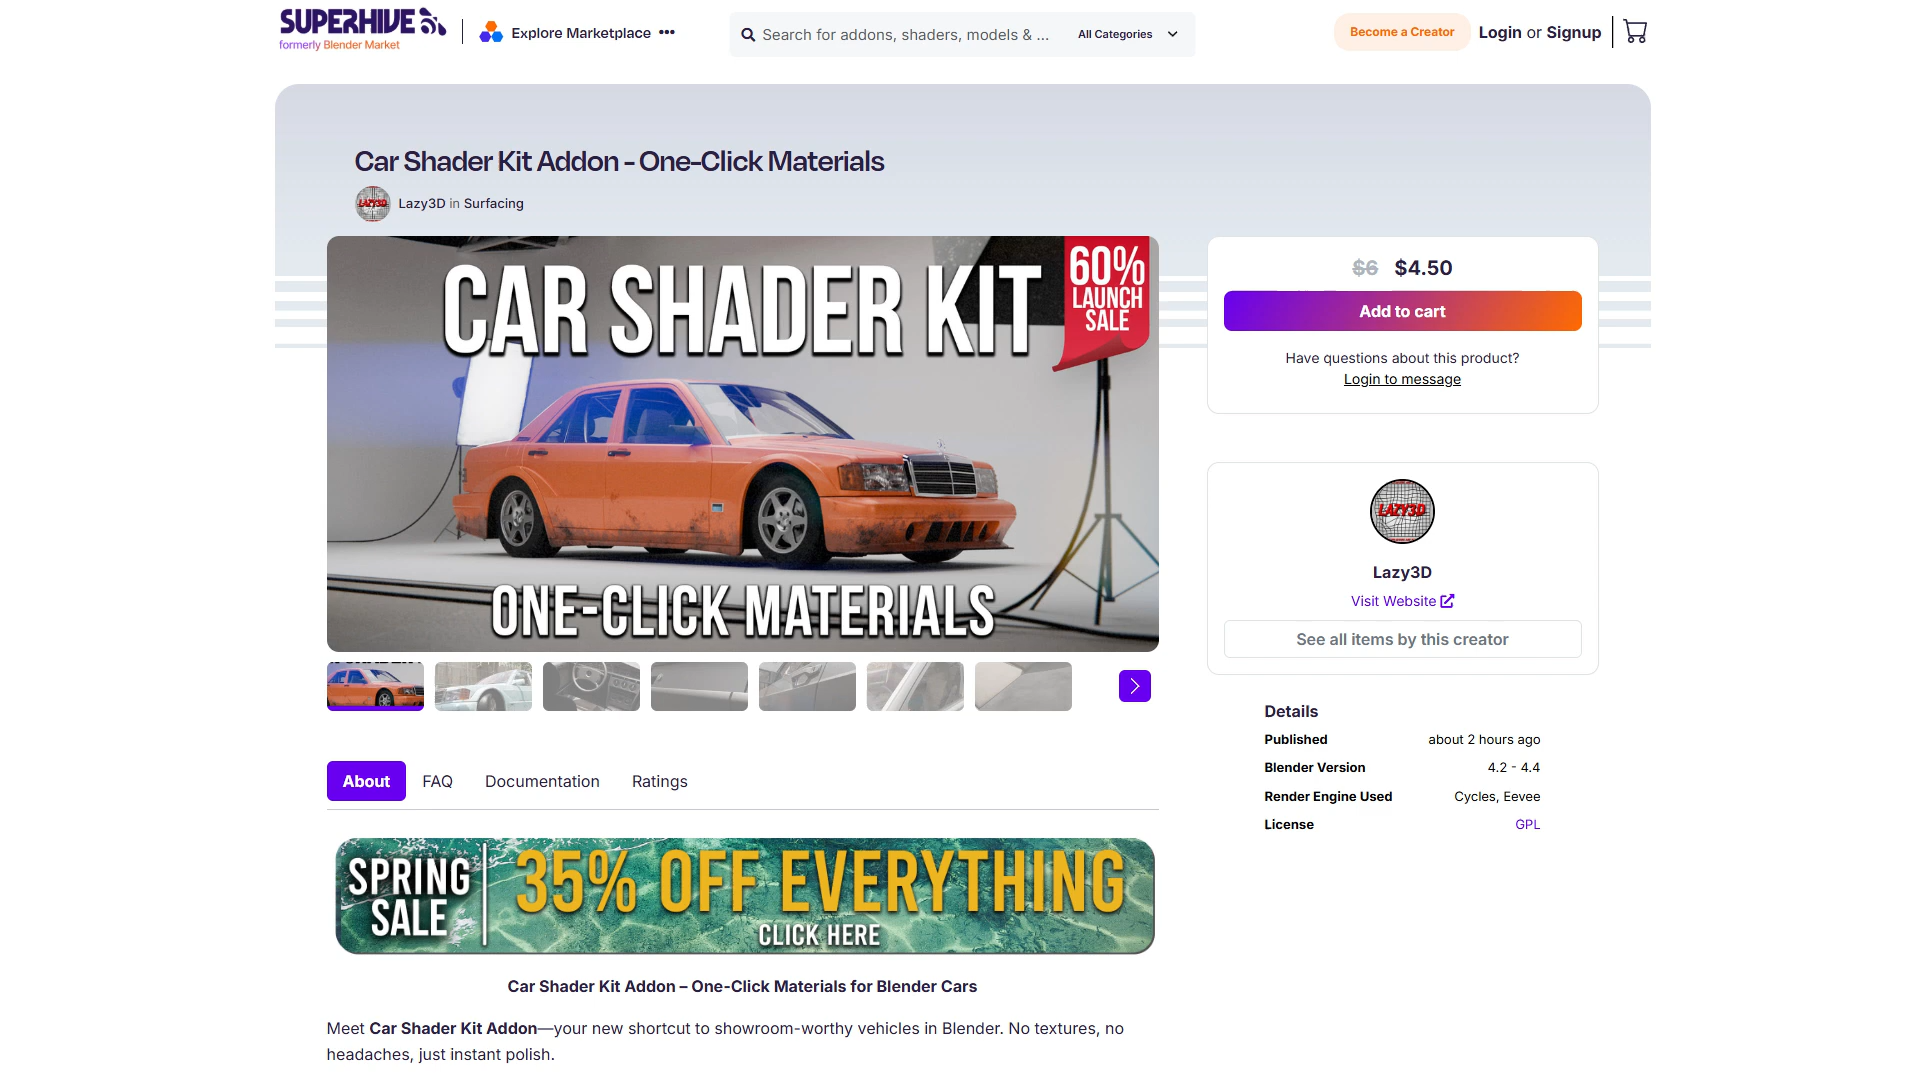 SUPERHIVE
formerly Blender Market
Explore Marketplace •••
Search for addons, shaders, models & ...
All Categories
Become a Creator
Login or Signup
Car Shader Kit Addon - One-Click Materials
LAZY3D
Lazy3D in Surfacing
CAR SHADER KIT
60%
LAUNCH
SALE
ONE-CLICK MATERIALS
$6 $4.50
Add to cart
Have questions about this product?
Login to message
LAZY3D
Lazy3D
Visit Website
See all items by this creator
Details
Published about 2 hours ago
Blender Version 4.2 - 4.4
Render Engine Used Cycles, Eevee
License GPL
About
FAQ
Documentation
Ratings
SPRING
SALE
35% OFF EVERYTHING
CLICK HERE
Car Shader Kit Addon – One-Click Materials for Blender Cars
Meet Car Shader Kit Addon—your new shortcut to showroom-worthy vehicles in Blender. No textures, no
headaches, just instant polish.